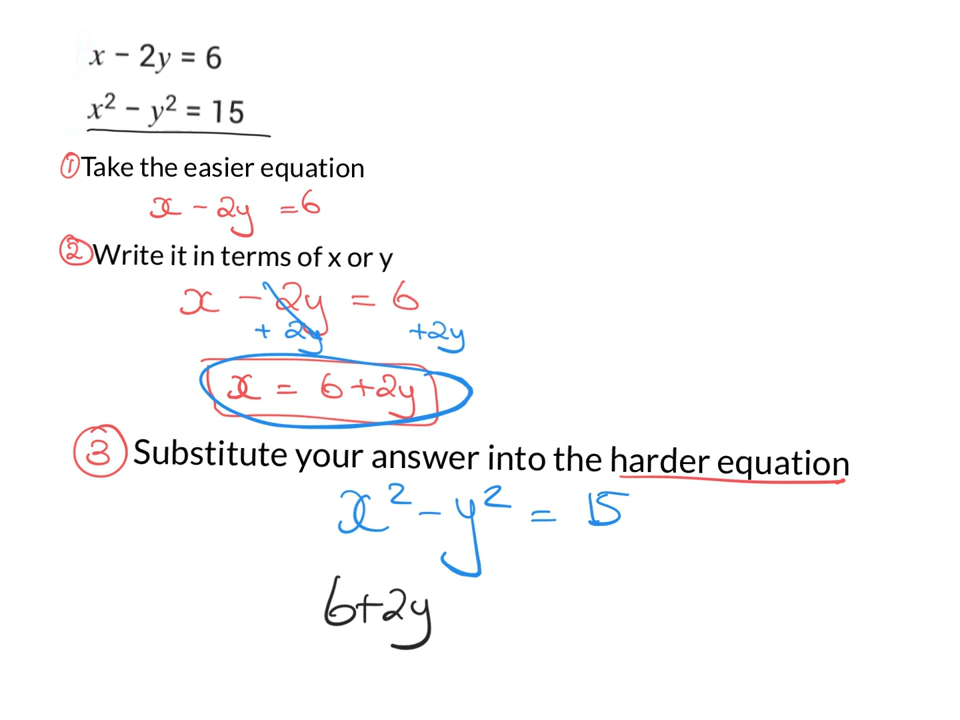 x − 2y = 6
x² − y² = 15
① Take the easier equation
x − 2y = 6
② Write it in terms of x or y
x − 2y = 6
+ 2y +2y
x = 6+2y
③ Substitute your answer into the harder equation
x² − y² = 15
6+2y